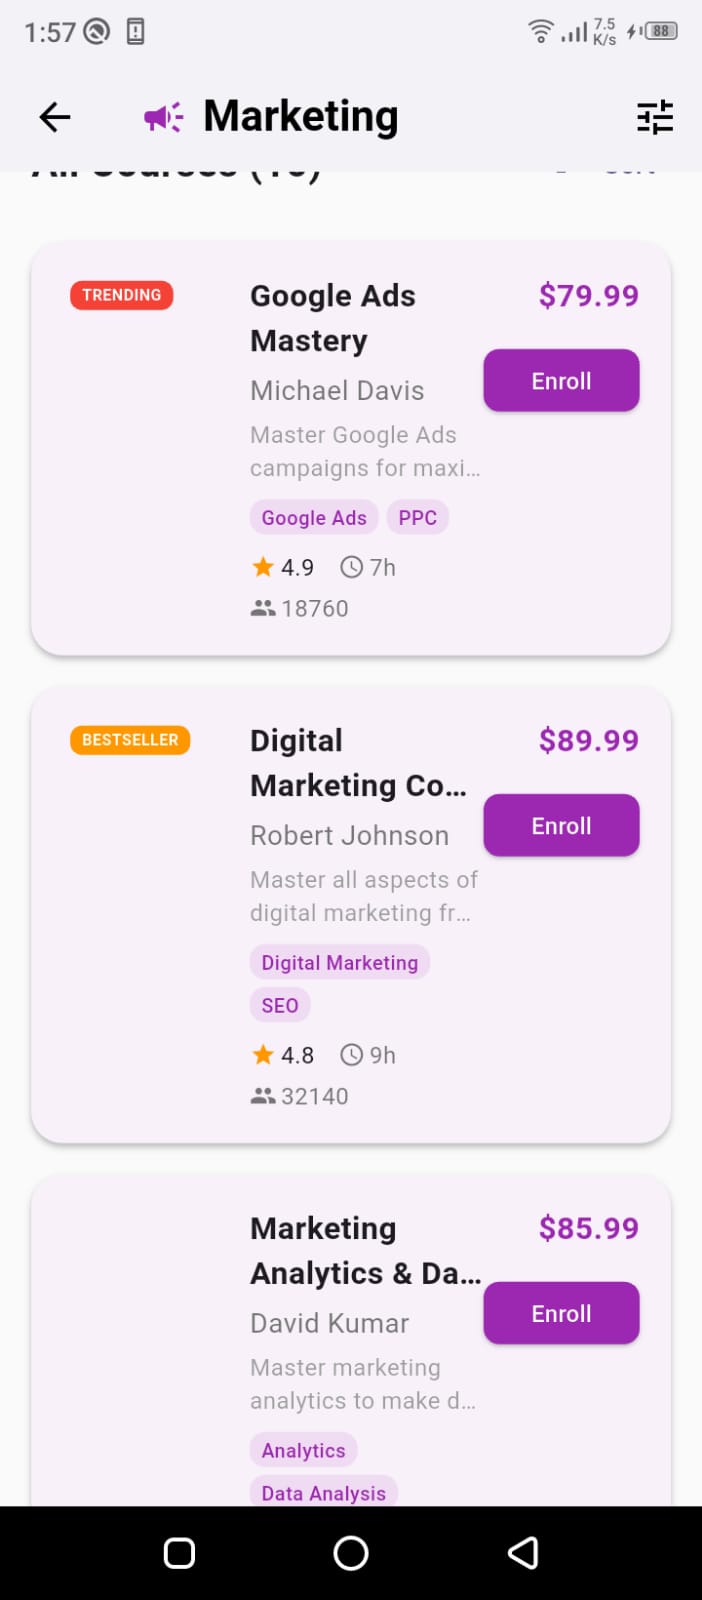 1:57
7.5
K/s
88
Marketing
TRENDING
Google Ads
Mastery
$79.99
Enroll
Michael Davis
Master Google Ads
campaigns for maxi...
Google Ads PPC
4.9 7h
18760
BESTSELLER
Digital
Marketing Co...
$89.99
Enroll
Robert Johnson
Master all aspects of
digital marketing fr...
Digital Marketing
SEO
4.8 9h
32140
Marketing
Analytics & Da...
$85.99
Enroll
David Kumar
Master marketing
analytics to make d...
Analytics
Data Analysis